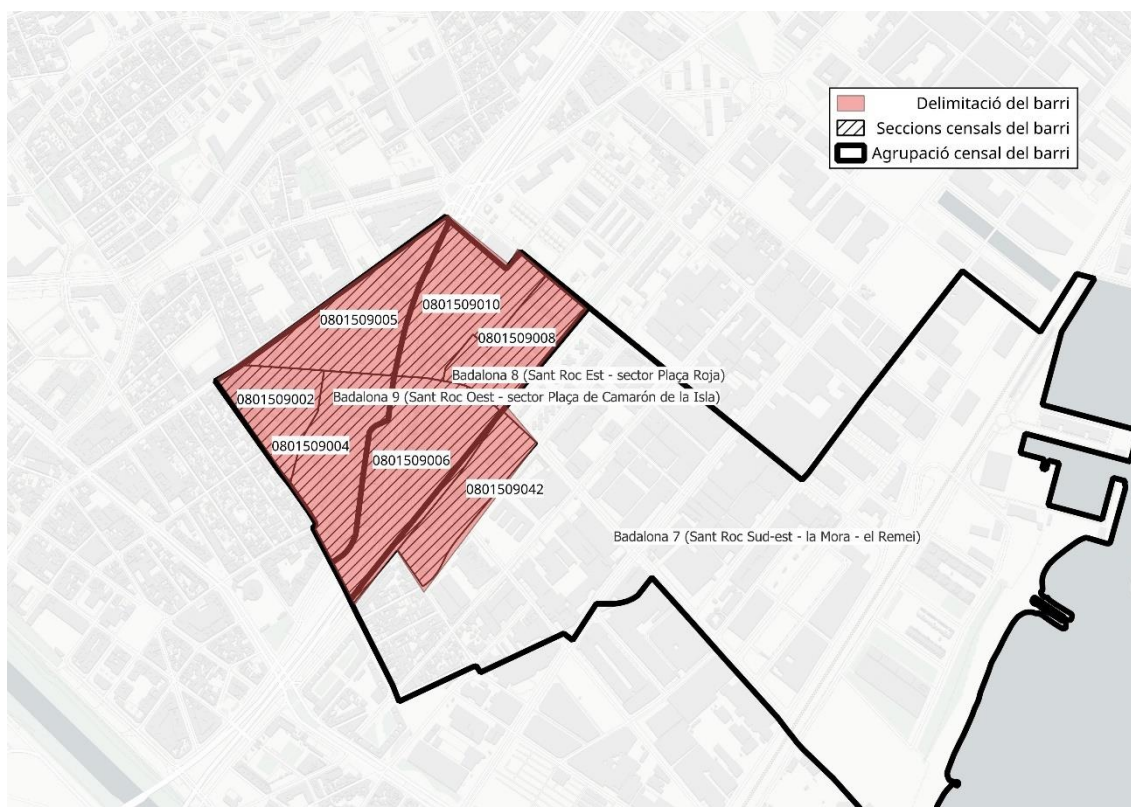 Delimitació del barri
Seccions censals del barri
Agrupació censal del barri
0801509010
0801509005
0801509008
Badalona 8 (Sant Roc Est - sector Plaça Roja)
0801509002
Badalona 9 (Sant Roc Oest - sector Plaça de Camarón de la Isla)
0801509004
0801509006
0801509042
Badalona 7 (Sant Roc Sud-est - la Mora - el Remei)